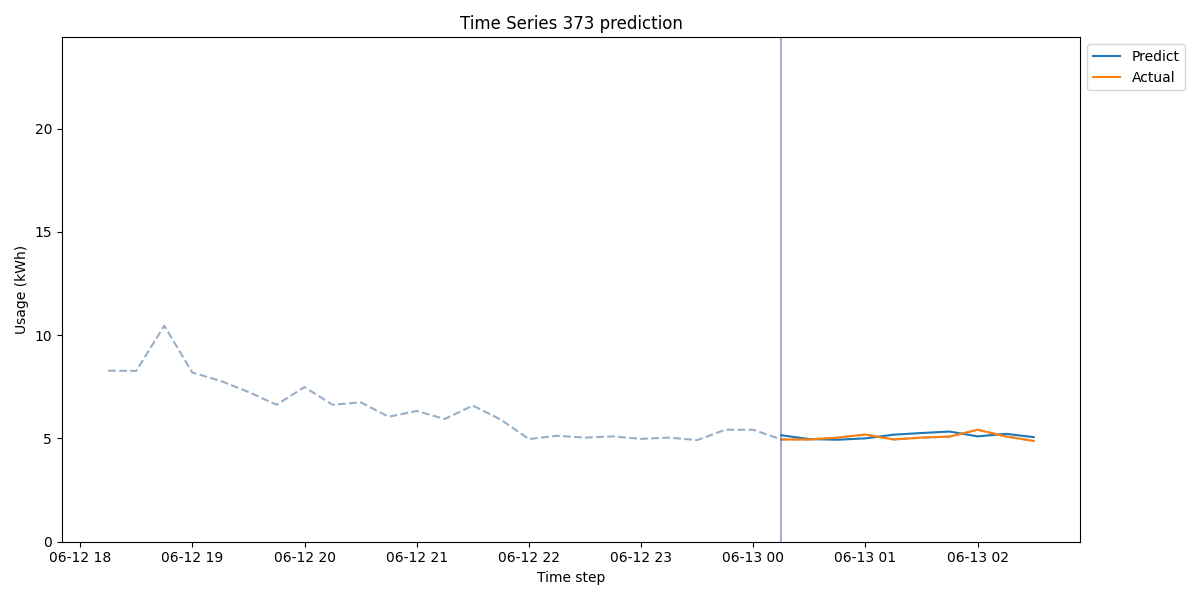 Time Series 373 prediction
Predict
Actual
Usage (kWh)
20
15
10
5
0
06-12 18 06-12 19 06-12 20 06-12 21 06-12 22 06-12 23 06-13 00 06-13 01 06-13 02
Time step